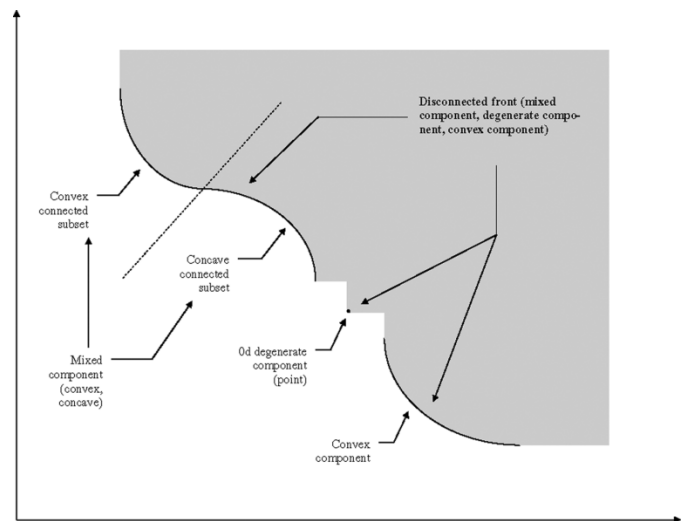 Disconnected front (mixed
component, degenerate compo-
nent, convex component)
Convex
connected
subset
Concave
connected
subset
0d degenerate
component
(point)
Mixed
component
(convex,
concave)
Convex
component